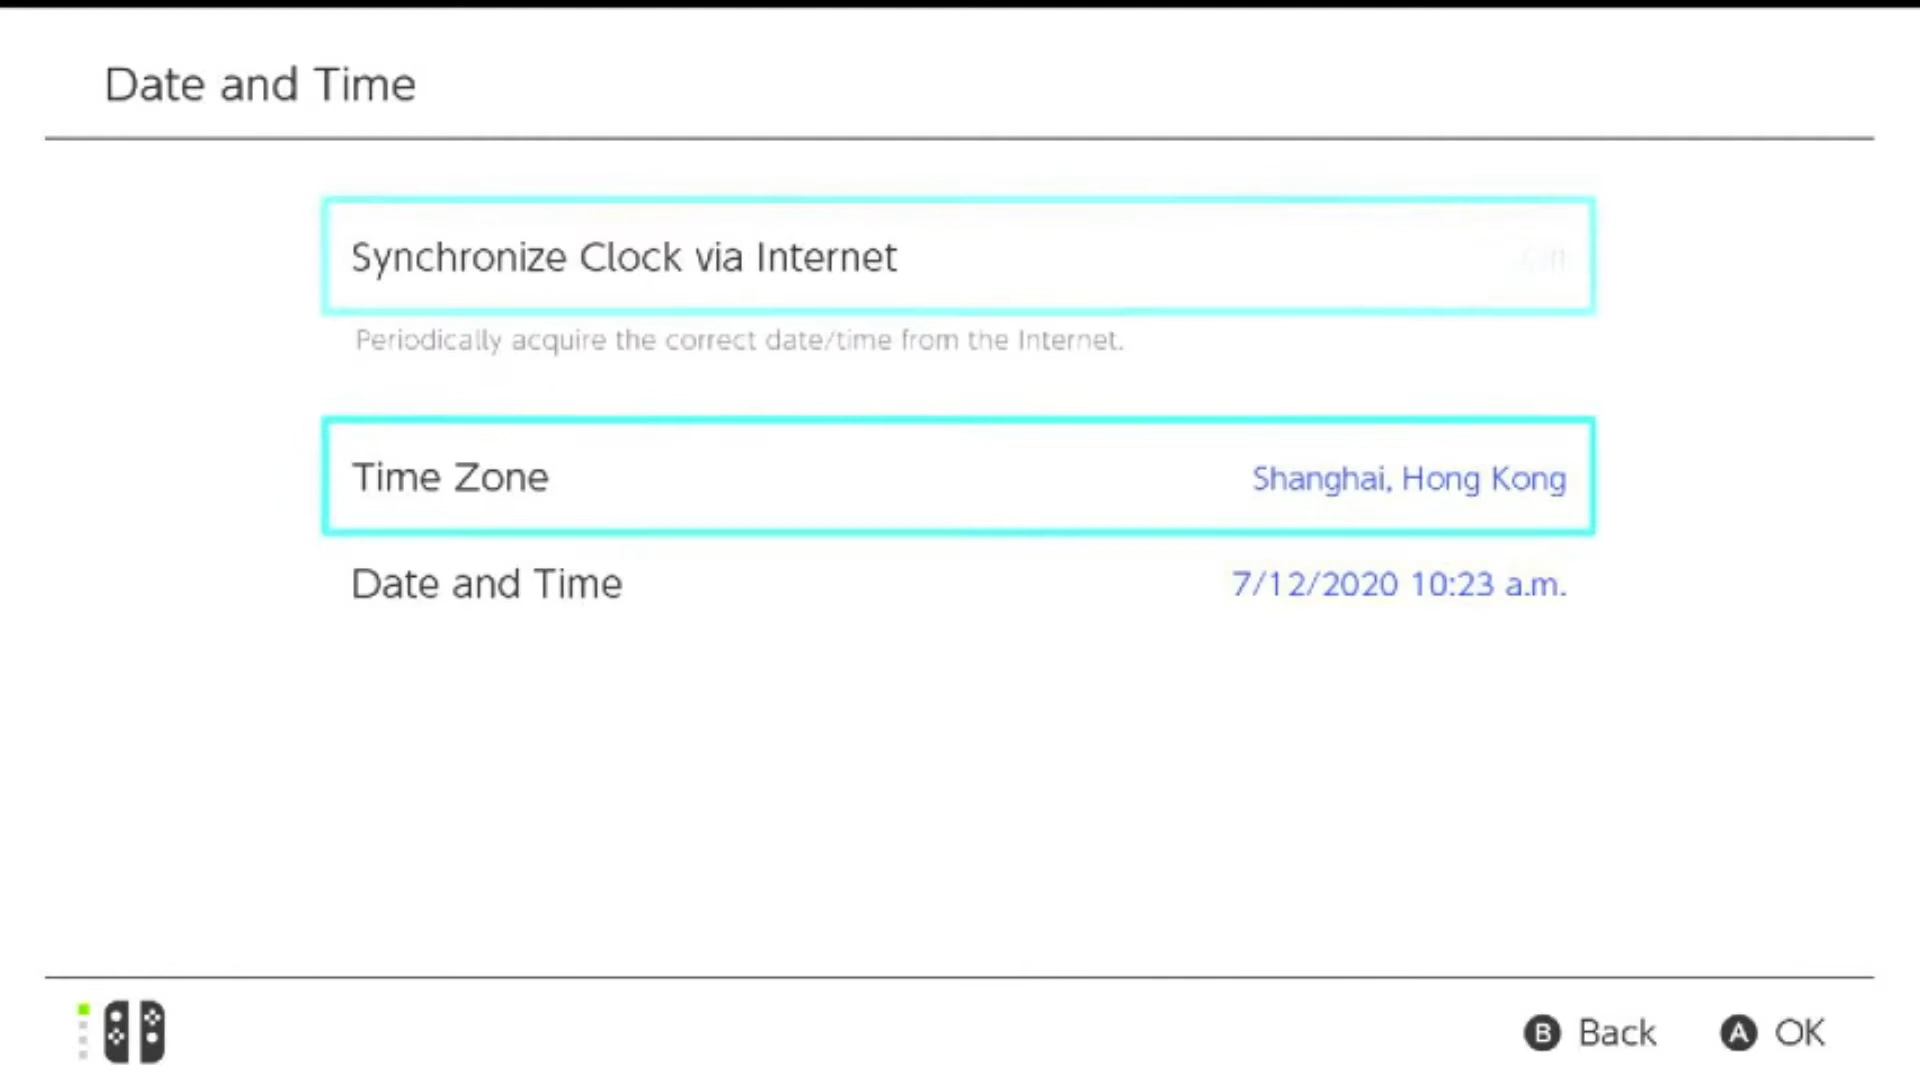 Date and Time
Synchronize Clock via Internet
Periodically acquire the correct date/time from the Internet.
Time Zone Shanghai, Hong Kong
Date and Time 7/12/2020 10:23 a.m.
B Back A OK